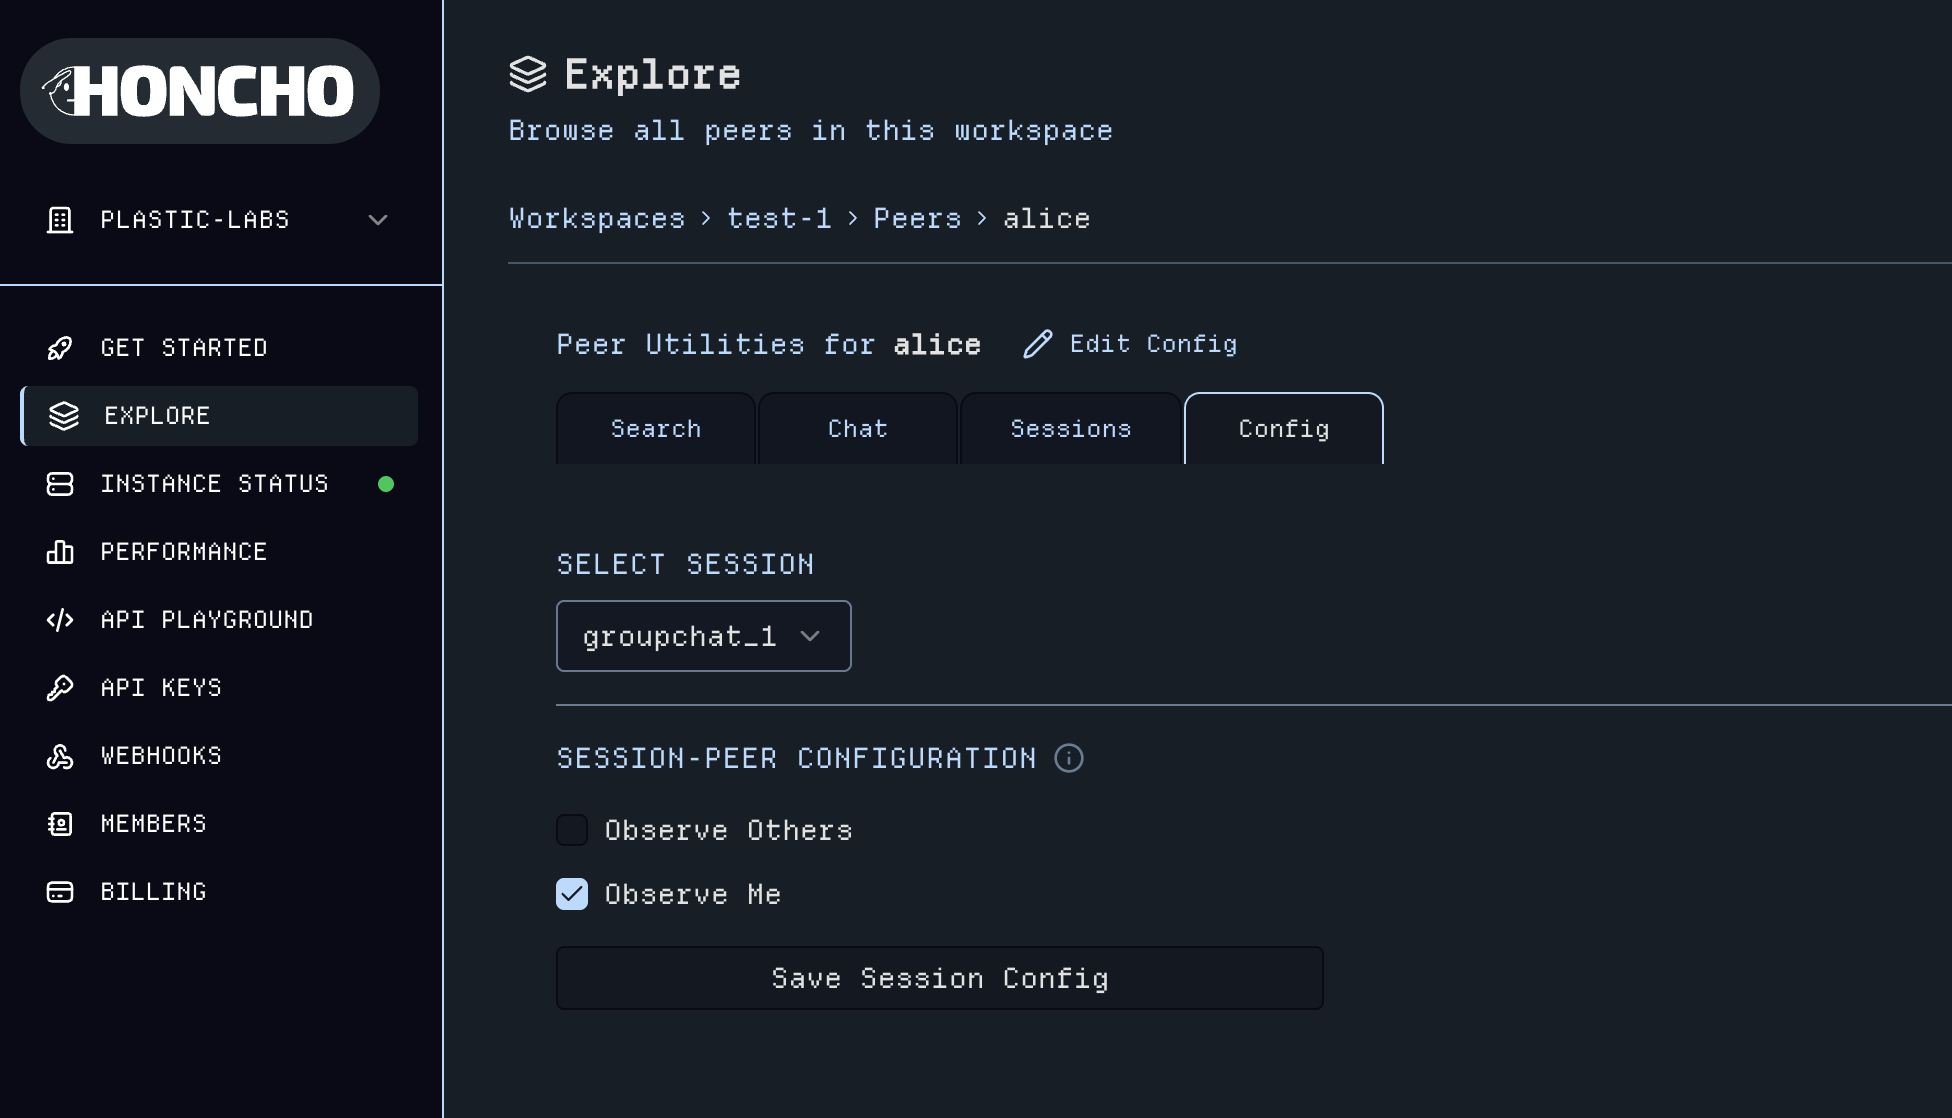 HONCHO
PLASTIC-LABS
GET STARTED
EXPLORE
INSTANCE STATUS
PERFORMANCE
API PLAYGROUND
API KEYS
WEBHOOKS
MEMBERS
BILLING
Explore
Browse all peers in this workspace
Workspaces > test-1 > Peers > alice
Peer Utilities for alice Edit Config
Search Chat Sessions Config
SELECT SESSION
groupchat_1
SESSION-PEER CONFIGURATION
Observe Others
Observe Me
Save Session Config